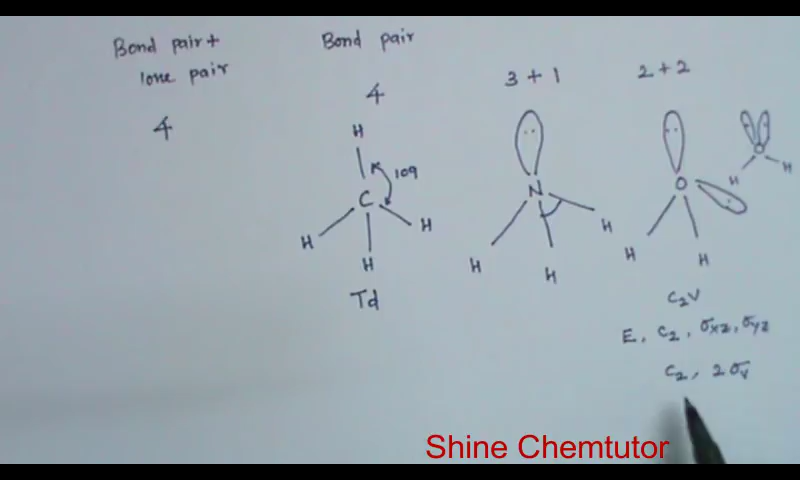 Bond pair +
lone pair
4
Bond pair
4
H
109
C
H
H
H
Td
3 + 1
N
H
H
H
2 + 2
O
H
H
O
H
H
C2V
E, C2, σxz, σyz
C2, 2σv
Shine Chemtutor